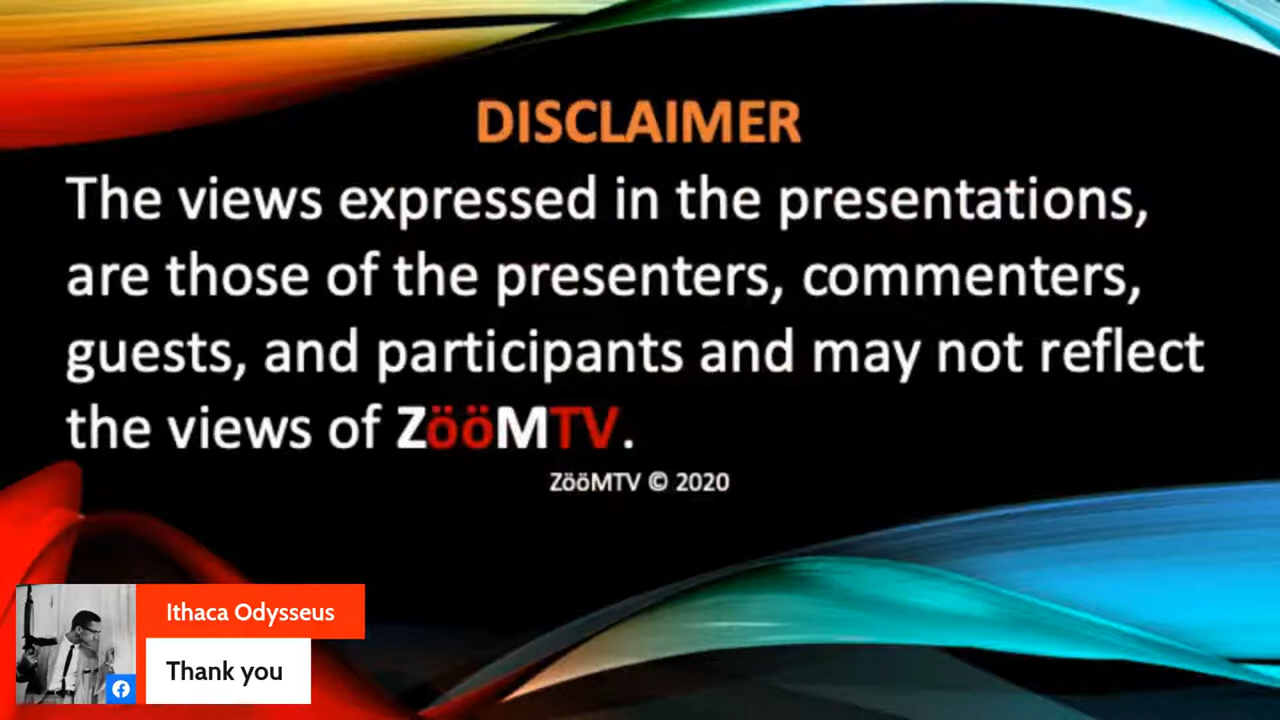 DISCLAIMER
The views expressed in the presentations,
are those of the presenters, commenters,
guests, and participants and may not reflect
the views of ZööMTV.
ZööMTV © 2020
Ithaca Odysseus
Thank you